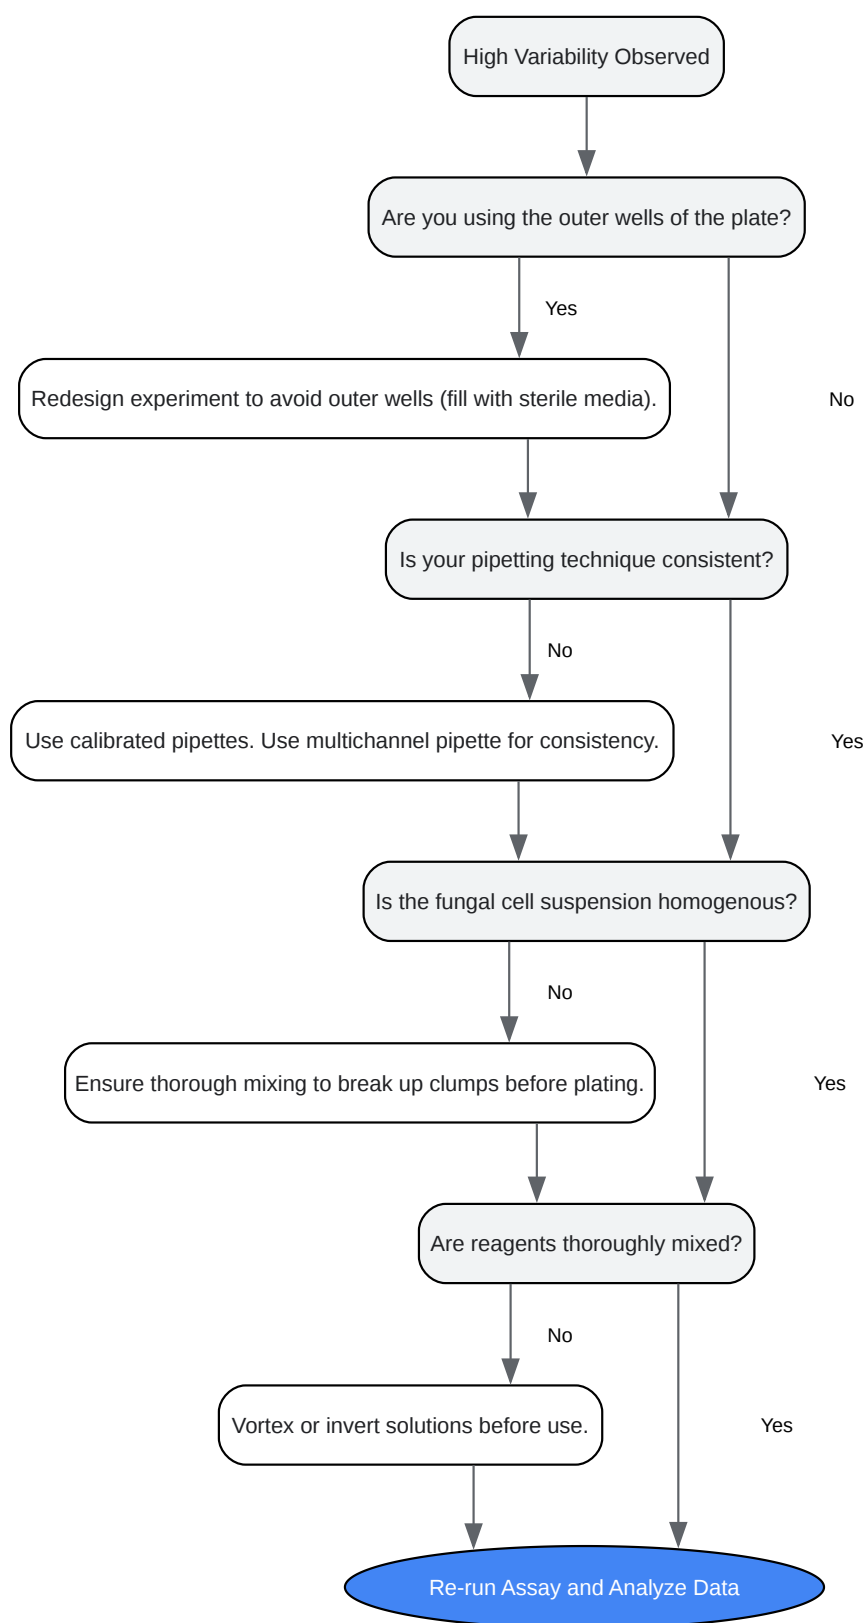 High Variability Observed
Are you using the outer wells of the plate?
Yes
Redesign experiment to avoid outer wells (fill with sterile media).
No
Is your pipetting technique consistent?
No
Use calibrated pipettes. Use multichannel pipette for consistency.
Yes
Is the fungal cell suspension homogenous?
No
Ensure thorough mixing to break up clumps before plating.
Yes
Are reagents thoroughly mixed?
No
Vortex or invert solutions before use.
Yes
Re-run Assay and Analyze Data